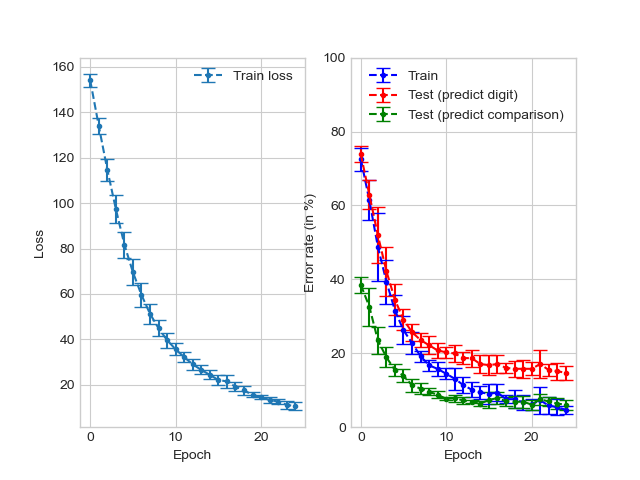 160
140
120
100
80
60
40
20
Loss
0
10
20
Epoch
Train loss
100
80
60
40
20
0
Error rate (in %)
0
10
20
Epoch
Train
Test (predict digit)
Test (predict comparison)